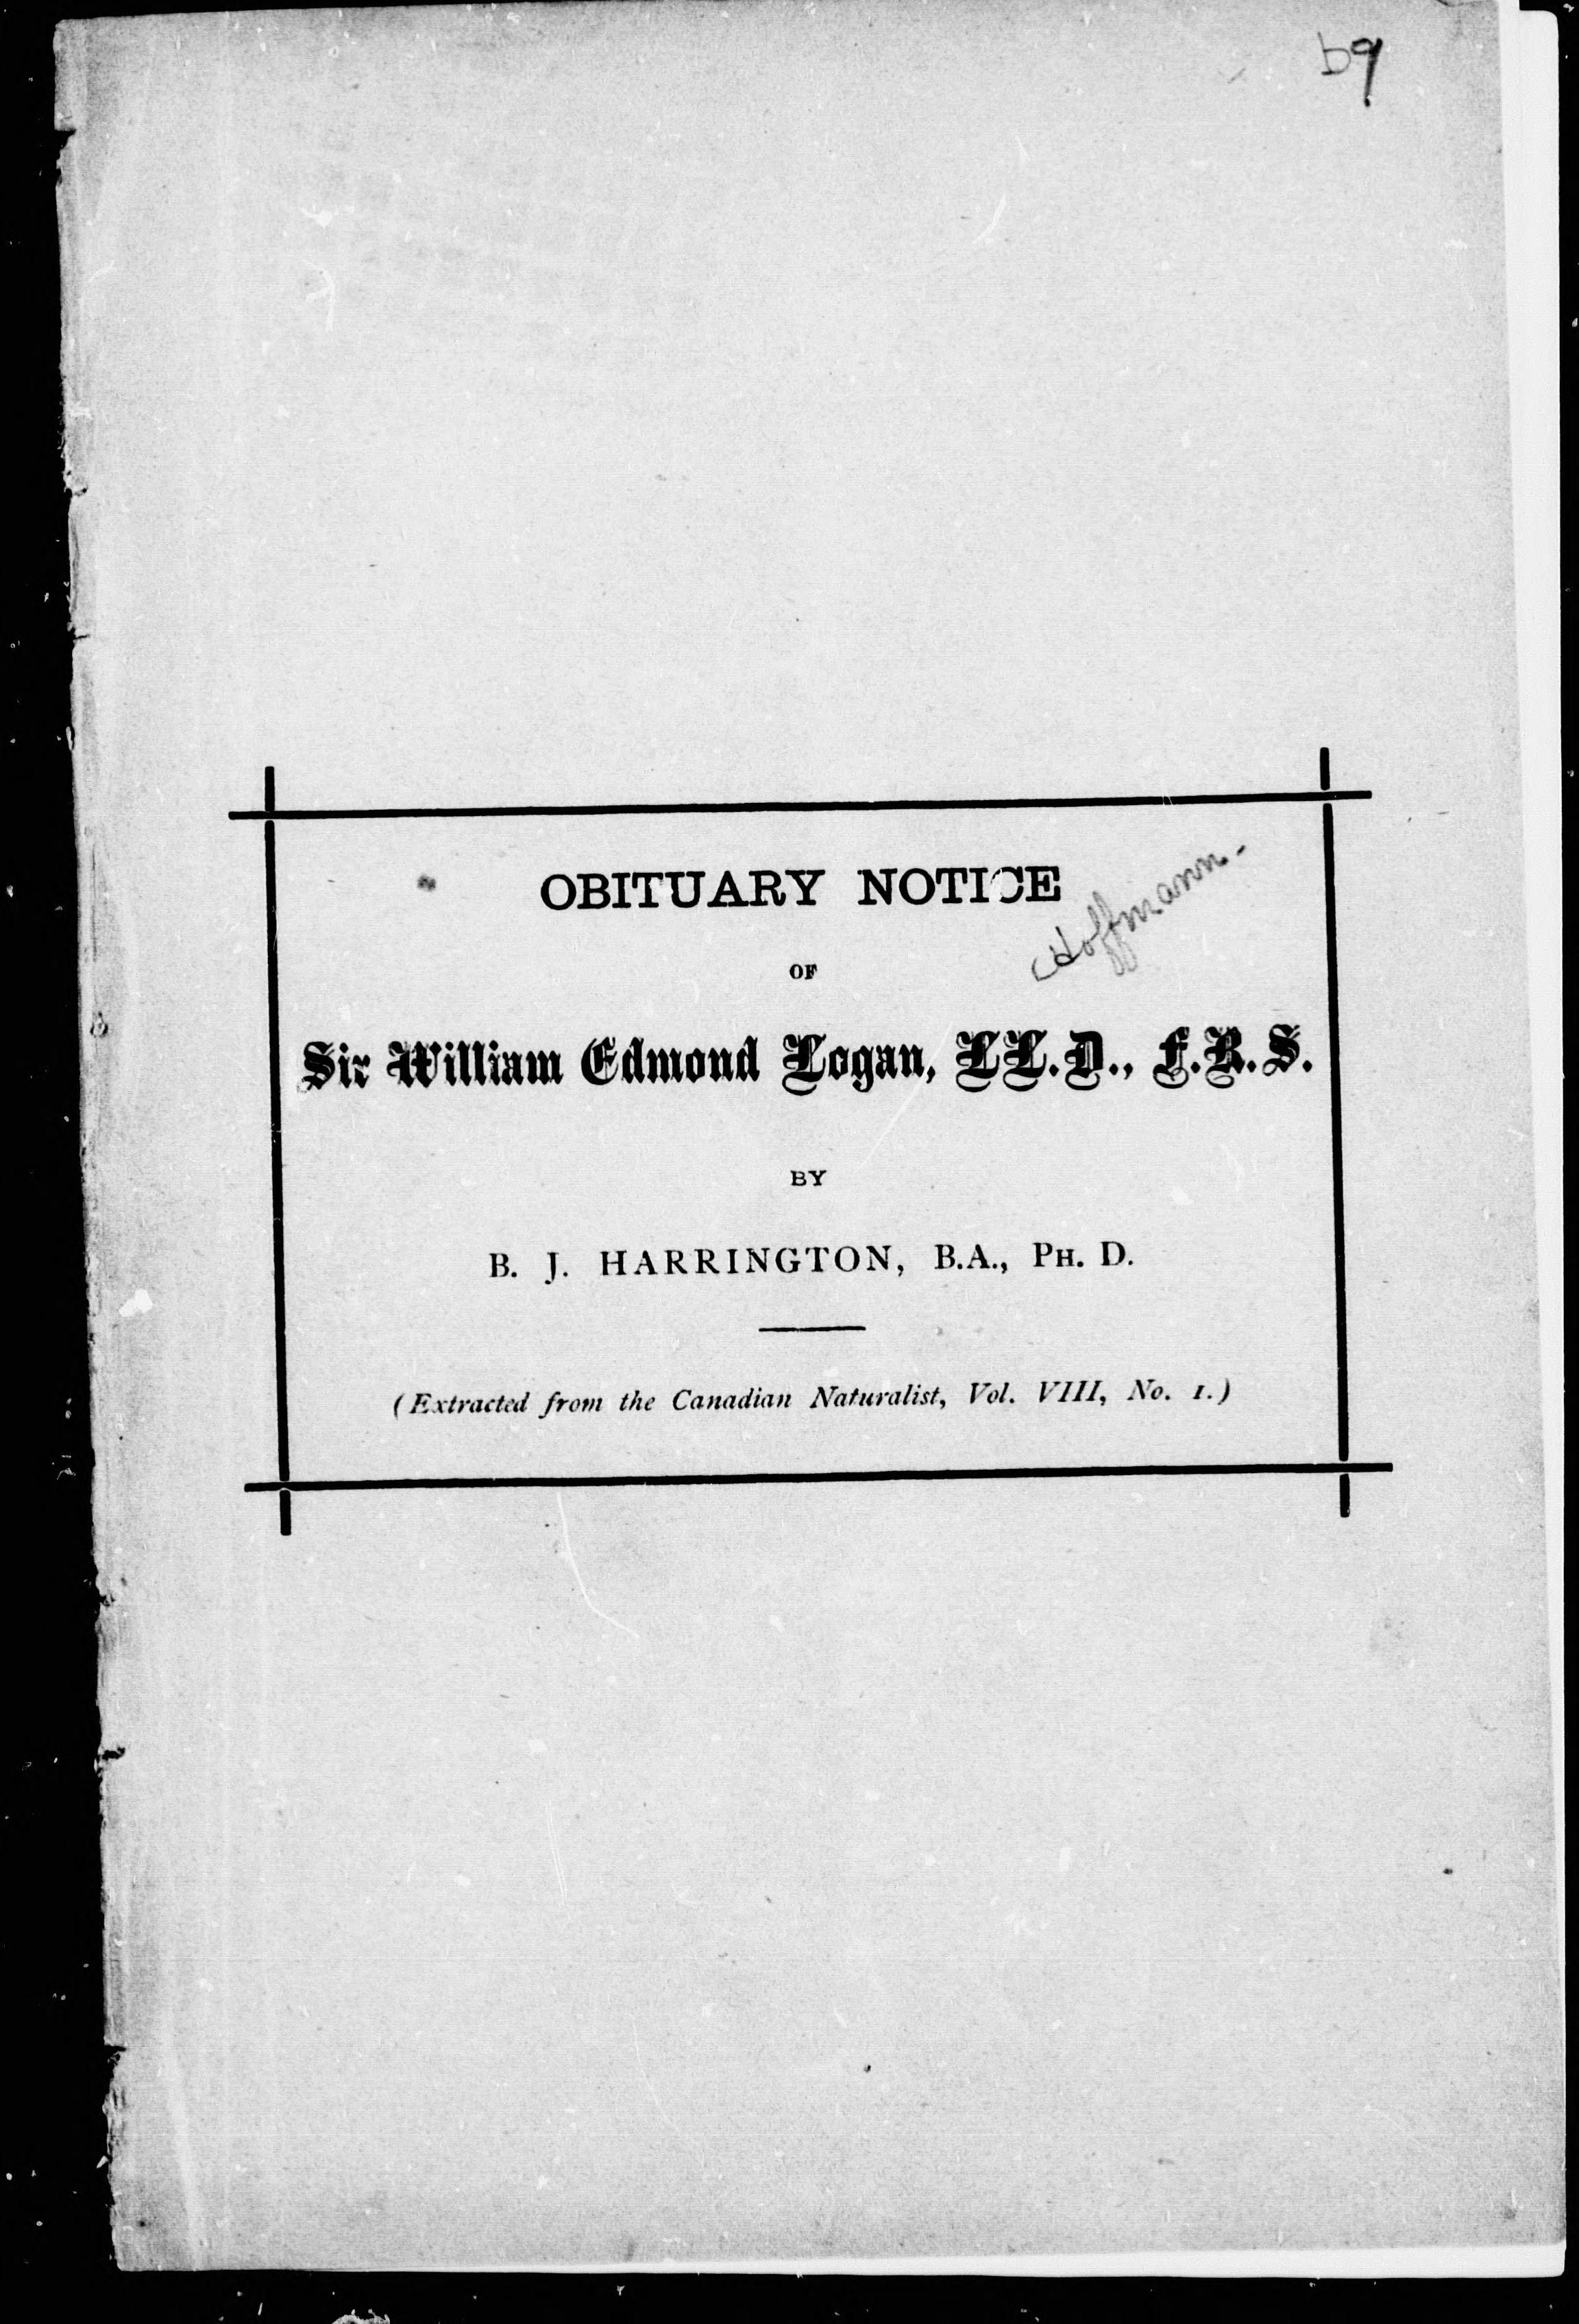 b9
OBITUARY NOTICE
Hoffmann.
OF
Sir William Edmond Logan, LL.D., F.R.S.
BY
B. J. HARRINGTON, B.A., PH. D.
(Extracted from the Canadian Naturalist, Vol. VIII, No. 1.)